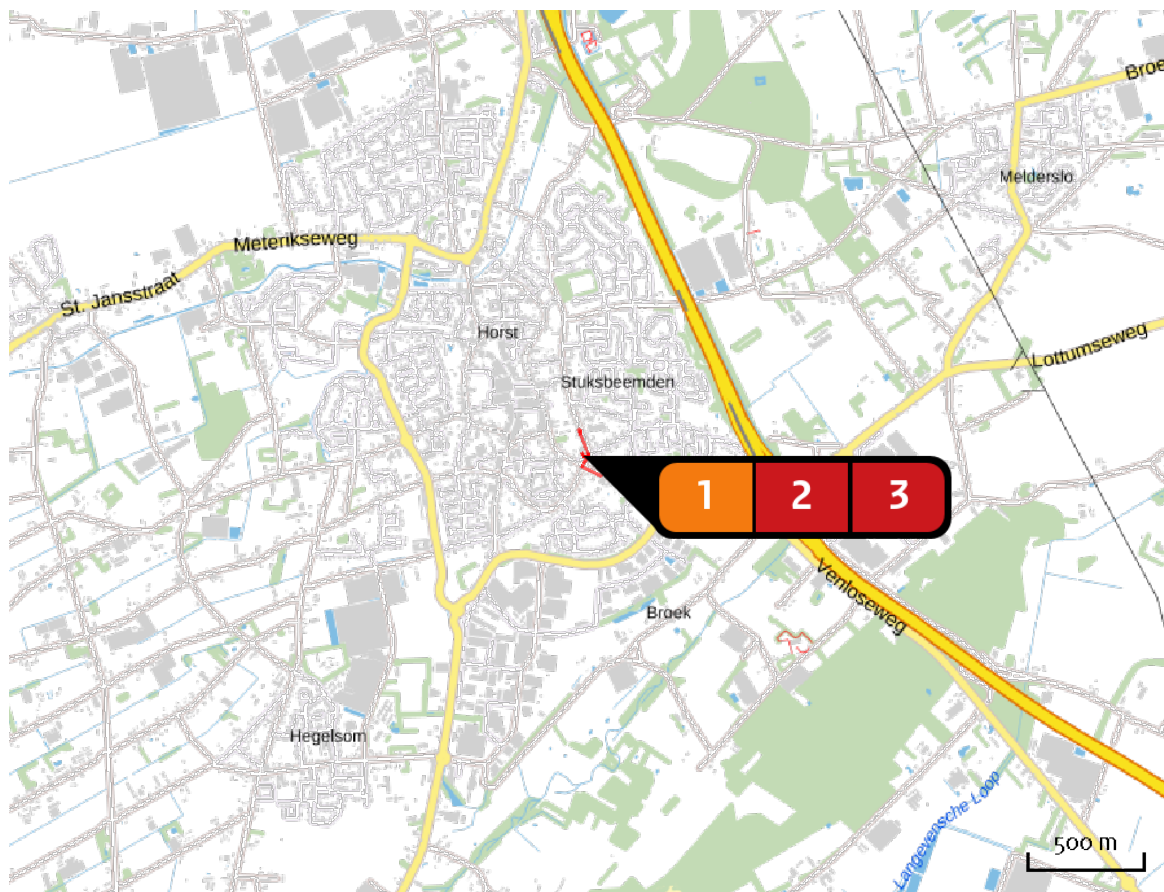 Broe
Melderslo
Meterikseweg
St. Jansstraat
Horst
Lottumseweg
Stuksbeemden
1 2 3
Venloseweg
Broek
Hegelsom
Langevensche Loop
500 m